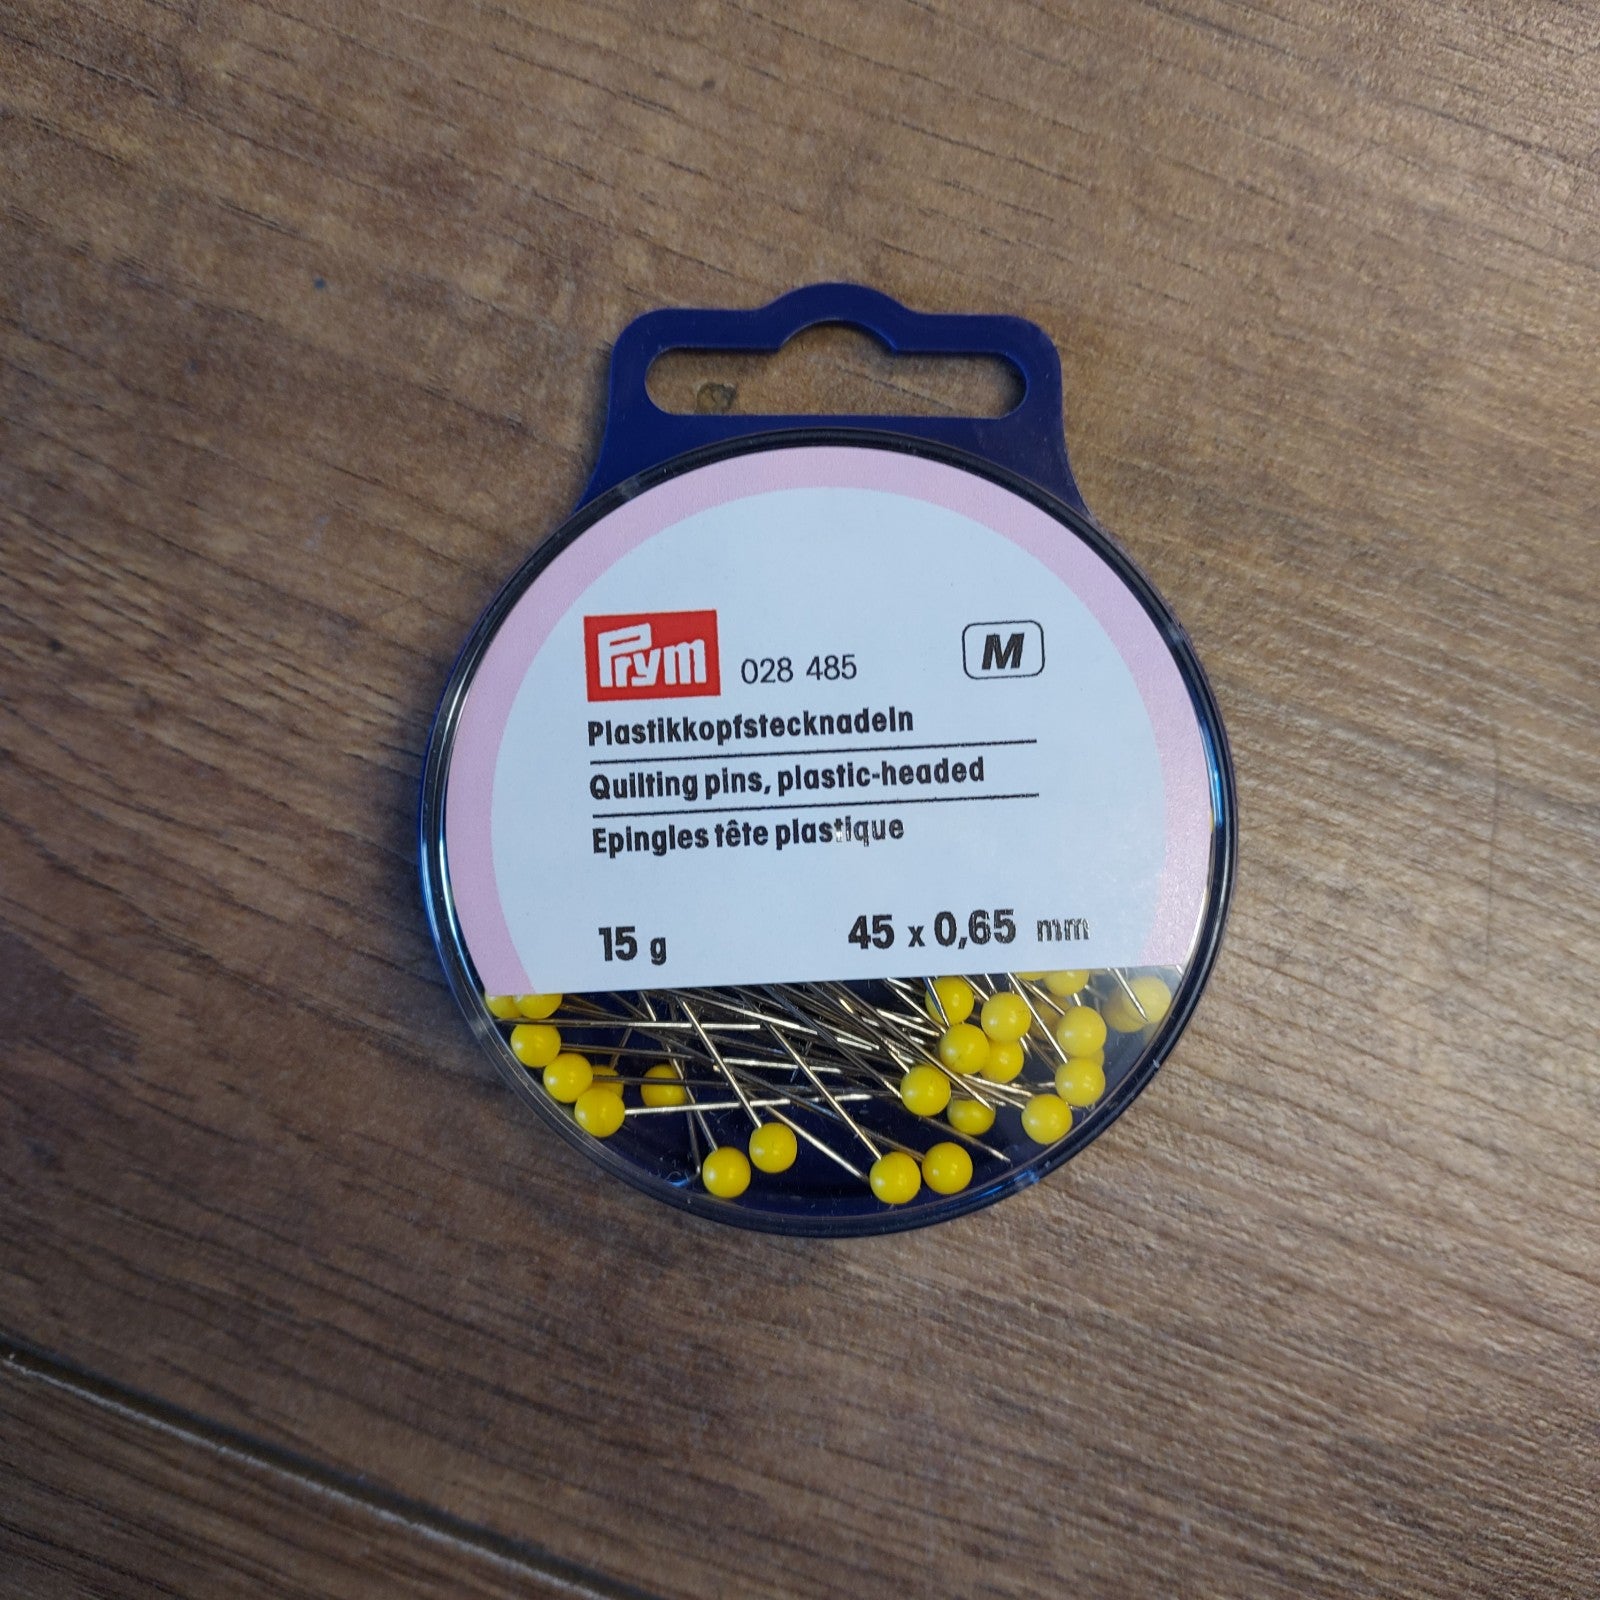 Prym 028 485 M
Plastikkopfstecknadeln
Quilting pins, plastic-headed
Epingles tête plastique
15 g 45 x 0,65 mm